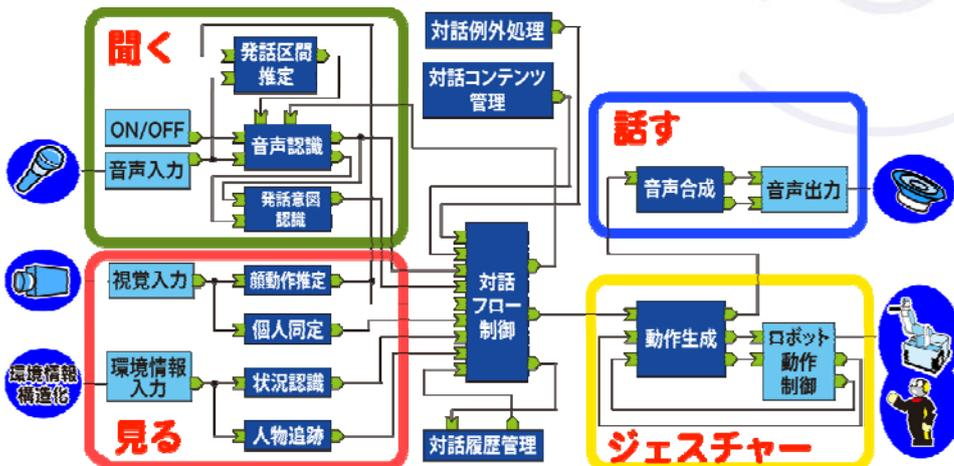 聞く
発話区間
推定
ON/OFF
音声入力
音声認識
発話意図
認識
対話例外処理
対話コンテンツ
管理
話す
音声合成
音声出力
視覚入力
顔動作推定
個人同定
環境情報
構造化
環境情報
入力
状況認識
人物追跡
見る
対話
フロー
制御
対話履歴管理
動作生成
ロボット
動作
制御
ジェスチャー